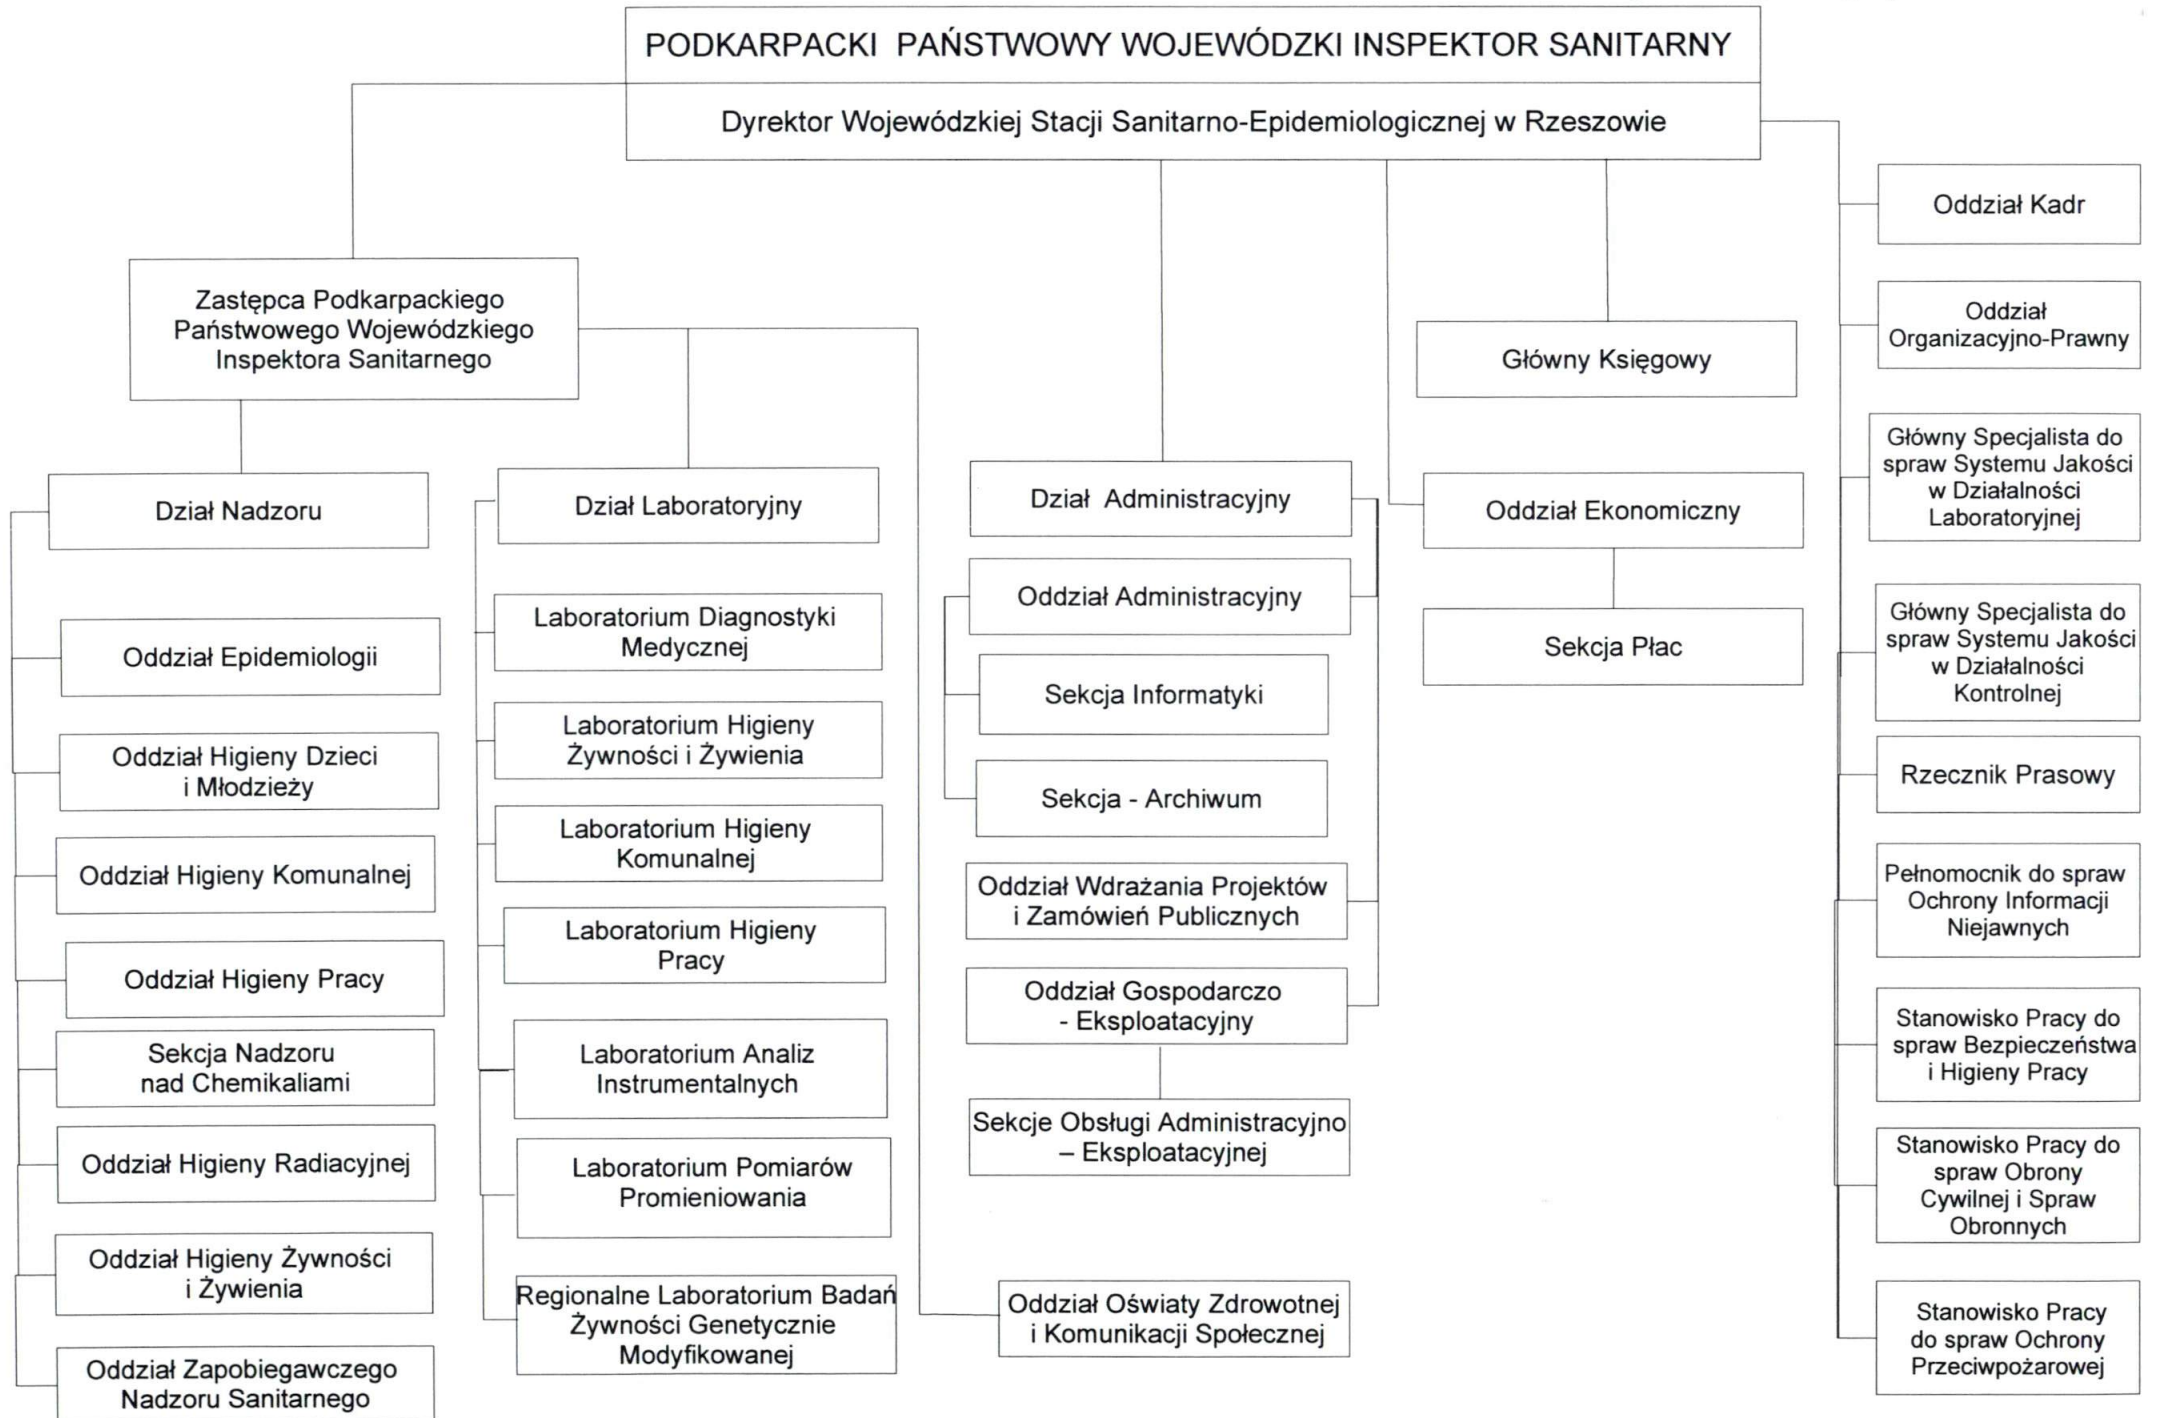 PODKARPACKI PAŃSTWOWY WOJEWÓDZKI INSPEKTOR SANITARNY
Dyrektor Wojewódzkiej Stacji Sanitarno-Epidemiologicznej w Rzeszowie
Zastępca Podkarpackiego
Państwowego Wojewódzkiego
Inspektora Sanitarnego
Dział Nadzoru
Oddział Epidemiologii
Oddział Higieny Dzieci
i Młodzieży
Oddział Higieny Komunalnej
Oddział Higieny Pracy
Sekcja Nadzoru
nad Chemikaliami
Oddział Higieny Radiacyjnej
Oddział Higieny Żywności
i Żywienia
Oddział Zapobiegawczego
Nadzoru Sanitarnego
Dział Laboratoryjny
Laboratorium Diagnostyki
Medycznej
Laboratorium Higieny
Żywności i Żywienia
Laboratorium Higieny
Komunalnej
Laboratorium Higieny
Pracy
Laboratorium Analiz
Instrumentalnych
Laboratorium Pomiarów
Promieniowania
Regionalne Laboratorium Badań
Żywności Genetycznie
Modyfikowanej
Dział Administracyjny
Oddział Administracyjny
Sekcja Informatyki
Sekcja - Archiwum
Oddział Wdrażania Projektów
i Zamówień Publicznych
Oddział Gospodarczo
- Eksploatacyjny
Sekcje Obsługi Administracyjno
– Eksploatacyjnej
Oddział Oświaty Zdrowotnej
i Komunikacji Społecznej
Główny Księgowy
Oddział Ekonomiczny
Sekcja Płac
Oddział Kadr
Oddział
Organizacyjno-Prawny
Główny Specjalista do
spraw Systemu Jakości
w Działalności
Laboratoryjnej
Główny Specjalista do
spraw Systemu Jakości
w Działalności
Kontrolnej
Rzecznik Prasowy
Pełnomocnik do spraw
Ochrony Informacji
Niejawnych
Stanowisko Pracy do
spraw Bezpieczeństwa
i Higieny Pracy
Stanowisko Pracy do
spraw Obrony
Cywilnej i Spraw
Obronnych
Stanowisko Pracy
do spraw Ochrony
Przeciwpożarowej